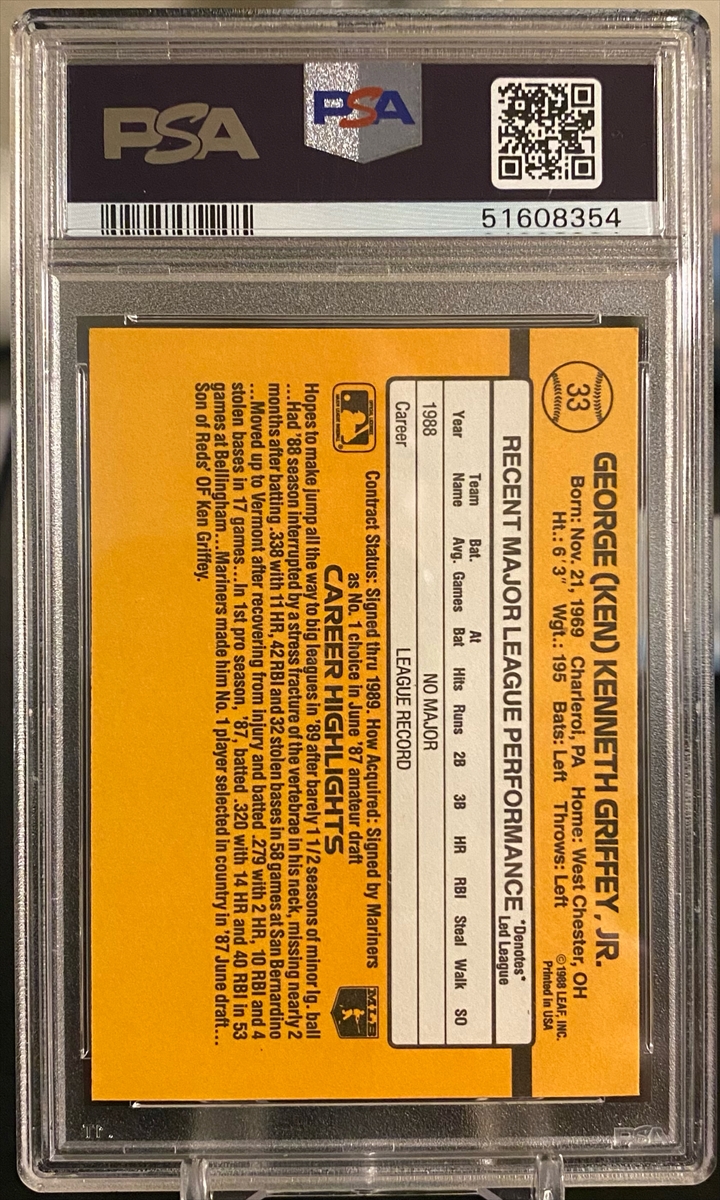 PSA
PSA
51608354
33
GEORGE (KEN) KENNETH GRIFFEY, JR.
Born: Nov. 21, 1969 Charleroi, PA Home: West Chester, OH
Ht.: 6' 3" Wgt.: 195 Bats: Left Throws: Left
©1988 LEAF, INC.
Printed in USA
RECENT MAJOR LEAGUE PERFORMANCE
*Denotes*
Led League
Year Team Name Bat. Avg. Games At Bat Hits Runs 2B 3B HR RBI Steal Walk SO
1988 NO MAJOR
Career LEAGUE RECORD
Contract Status: Signed thru 1989. How Acquired: Signed by Mariners
as No. 1 choice in June '87 amateur draft
MLB
CAREER HIGHLIGHTS
Hopes to make jump all the way to big leagues in '89 after barely 1 1/2 seasons of minor lg. ball
...Had '88 season interrupted by a stress fracture of the vertebrae in his neck, missing nearly 2
months after batting .338 with 11 HR, 42 RBI and 32 stolen bases in 58 games at San Bernardino
...Moved up to Vermont after recovering from injury and batted .279 with 2 HR, 10 RBI and 4
stolen bases in 17 games...In 1st pro season, '87, batted .320 with 14 HR and 40 RBI in 53
games at Bellingham...Mariners made him No. 1 player selected in country in '87 June draft...
Son of Reds' OF Ken Griffey.
PSA